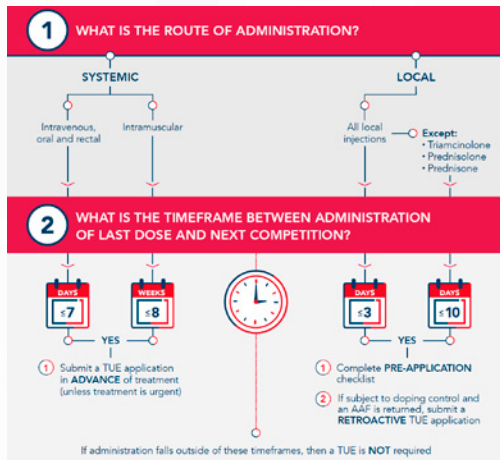 1 WHAT IS THE ROUTE OF ADMINISTRATION?
SYSTEMIC
LOCAL
Intravenous,
oral and rectal
Intramuscular
All local
injections
Except:
• Triamcinolone
• Prednisolone
• Prednisone
2 WHAT IS THE TIMEFRAME BETWEEN ADMINISTRATION
OF LAST DOSE AND NEXT COMPETITION?
DAYS
≤7
WEEKS
≤8
DAYS
≤3
DAYS
≤10
YES
1 Submit a TUE application
in ADVANCE of treatment
(unless treatment is urgent)
YES
1 Complete PRE-APPLICATION
checklist
2 If subject to doping control and
an AAF is returned, submit a
RETROACTIVE TUE application
If administration falls outside of these timeframes, then a TUE is NOT required